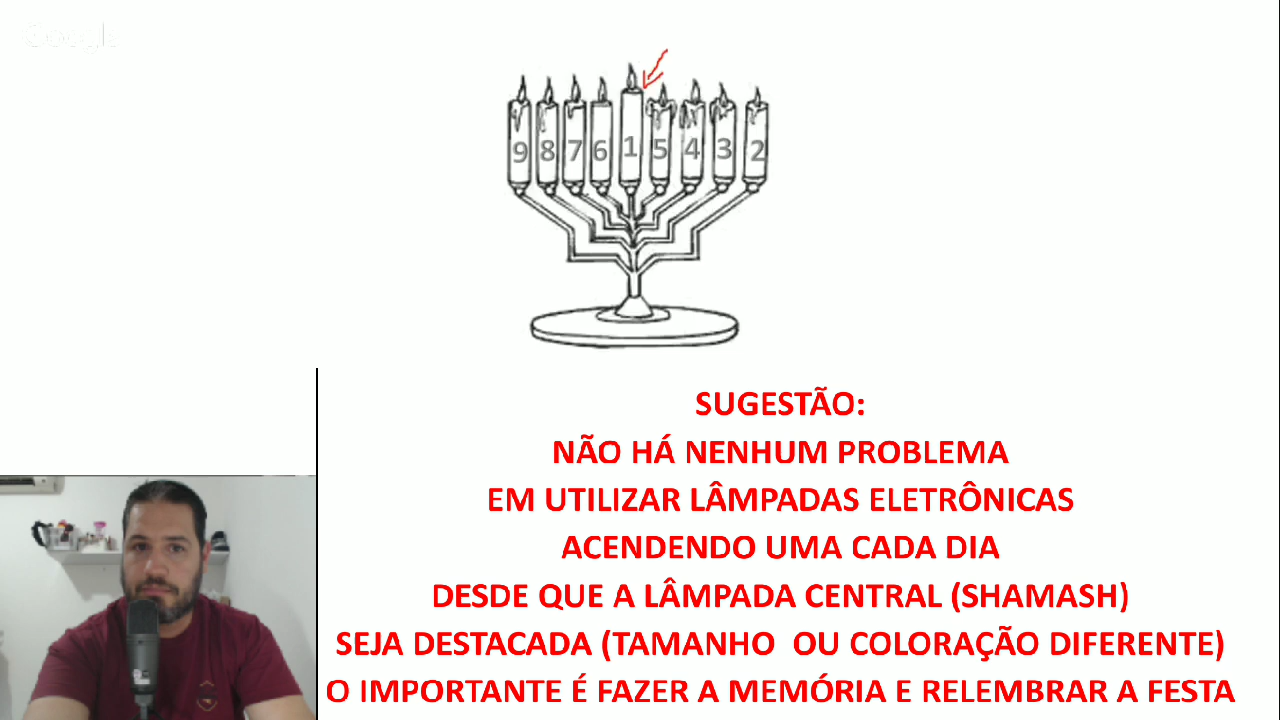 Google
9 8 7 6 1 5 4 3 2
SUGESTÃO:
NÃO HÁ NENHUM PROBLEMA
EM UTILIZAR LÂMPADAS ELETRÔNICAS
ACENDENDO UMA CADA DIA
DESDE QUE A LÂMPADA CENTRAL (SHAMASH)
SEJA DESTACADA (TAMANHO OU COLORAÇÃO DIFERENTE)
O IMPORTANTE É FAZER A MEMÓRIA E RELEMBRAR A FESTA